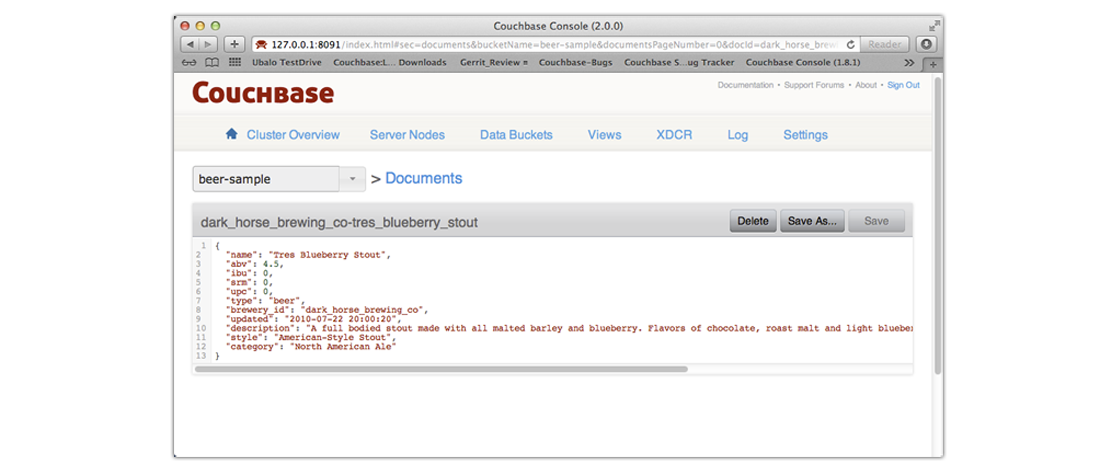 Couchbase Console (2.0.0)
127.0.0.1:8091/index.html#sec=documents&bucketName=beer-sample&documentsPageNumber=0&docId=dark_horse_brew
Reader
Ubalo TestDrive Couchbase:L... Downloads Gerrit_Review Couchbase-Bugs Couchbase S...ug Tracker Couchbase Console (1.8.1)
COUCHBASE
Documentation • Support Forums • About • Sign Out
Cluster Overview Server Nodes Data Buckets Views XDCR Log Settings
beer-sample > Documents
dark_horse_brewing_co-tres_blueberry_stout Delete Save As... Save
1 {
2 "name": "Tres Blueberry Stout",
3 "abv": 4.5,
4 "ibu": 0,
5 "srm": 0,
6 "upc": 0,
7 "type": "beer",
8 "brewery_id": "dark_horse_brewing_co",
9 "updated": "2010-07-22 20:00:20",
10 "description": "A full bodied stout made with all malted barley and blueberry. Flavors of chocolate, roast malt and light blueber
11 "style": "American-Style Stout",
12 "category": "North American Ale"
13 }